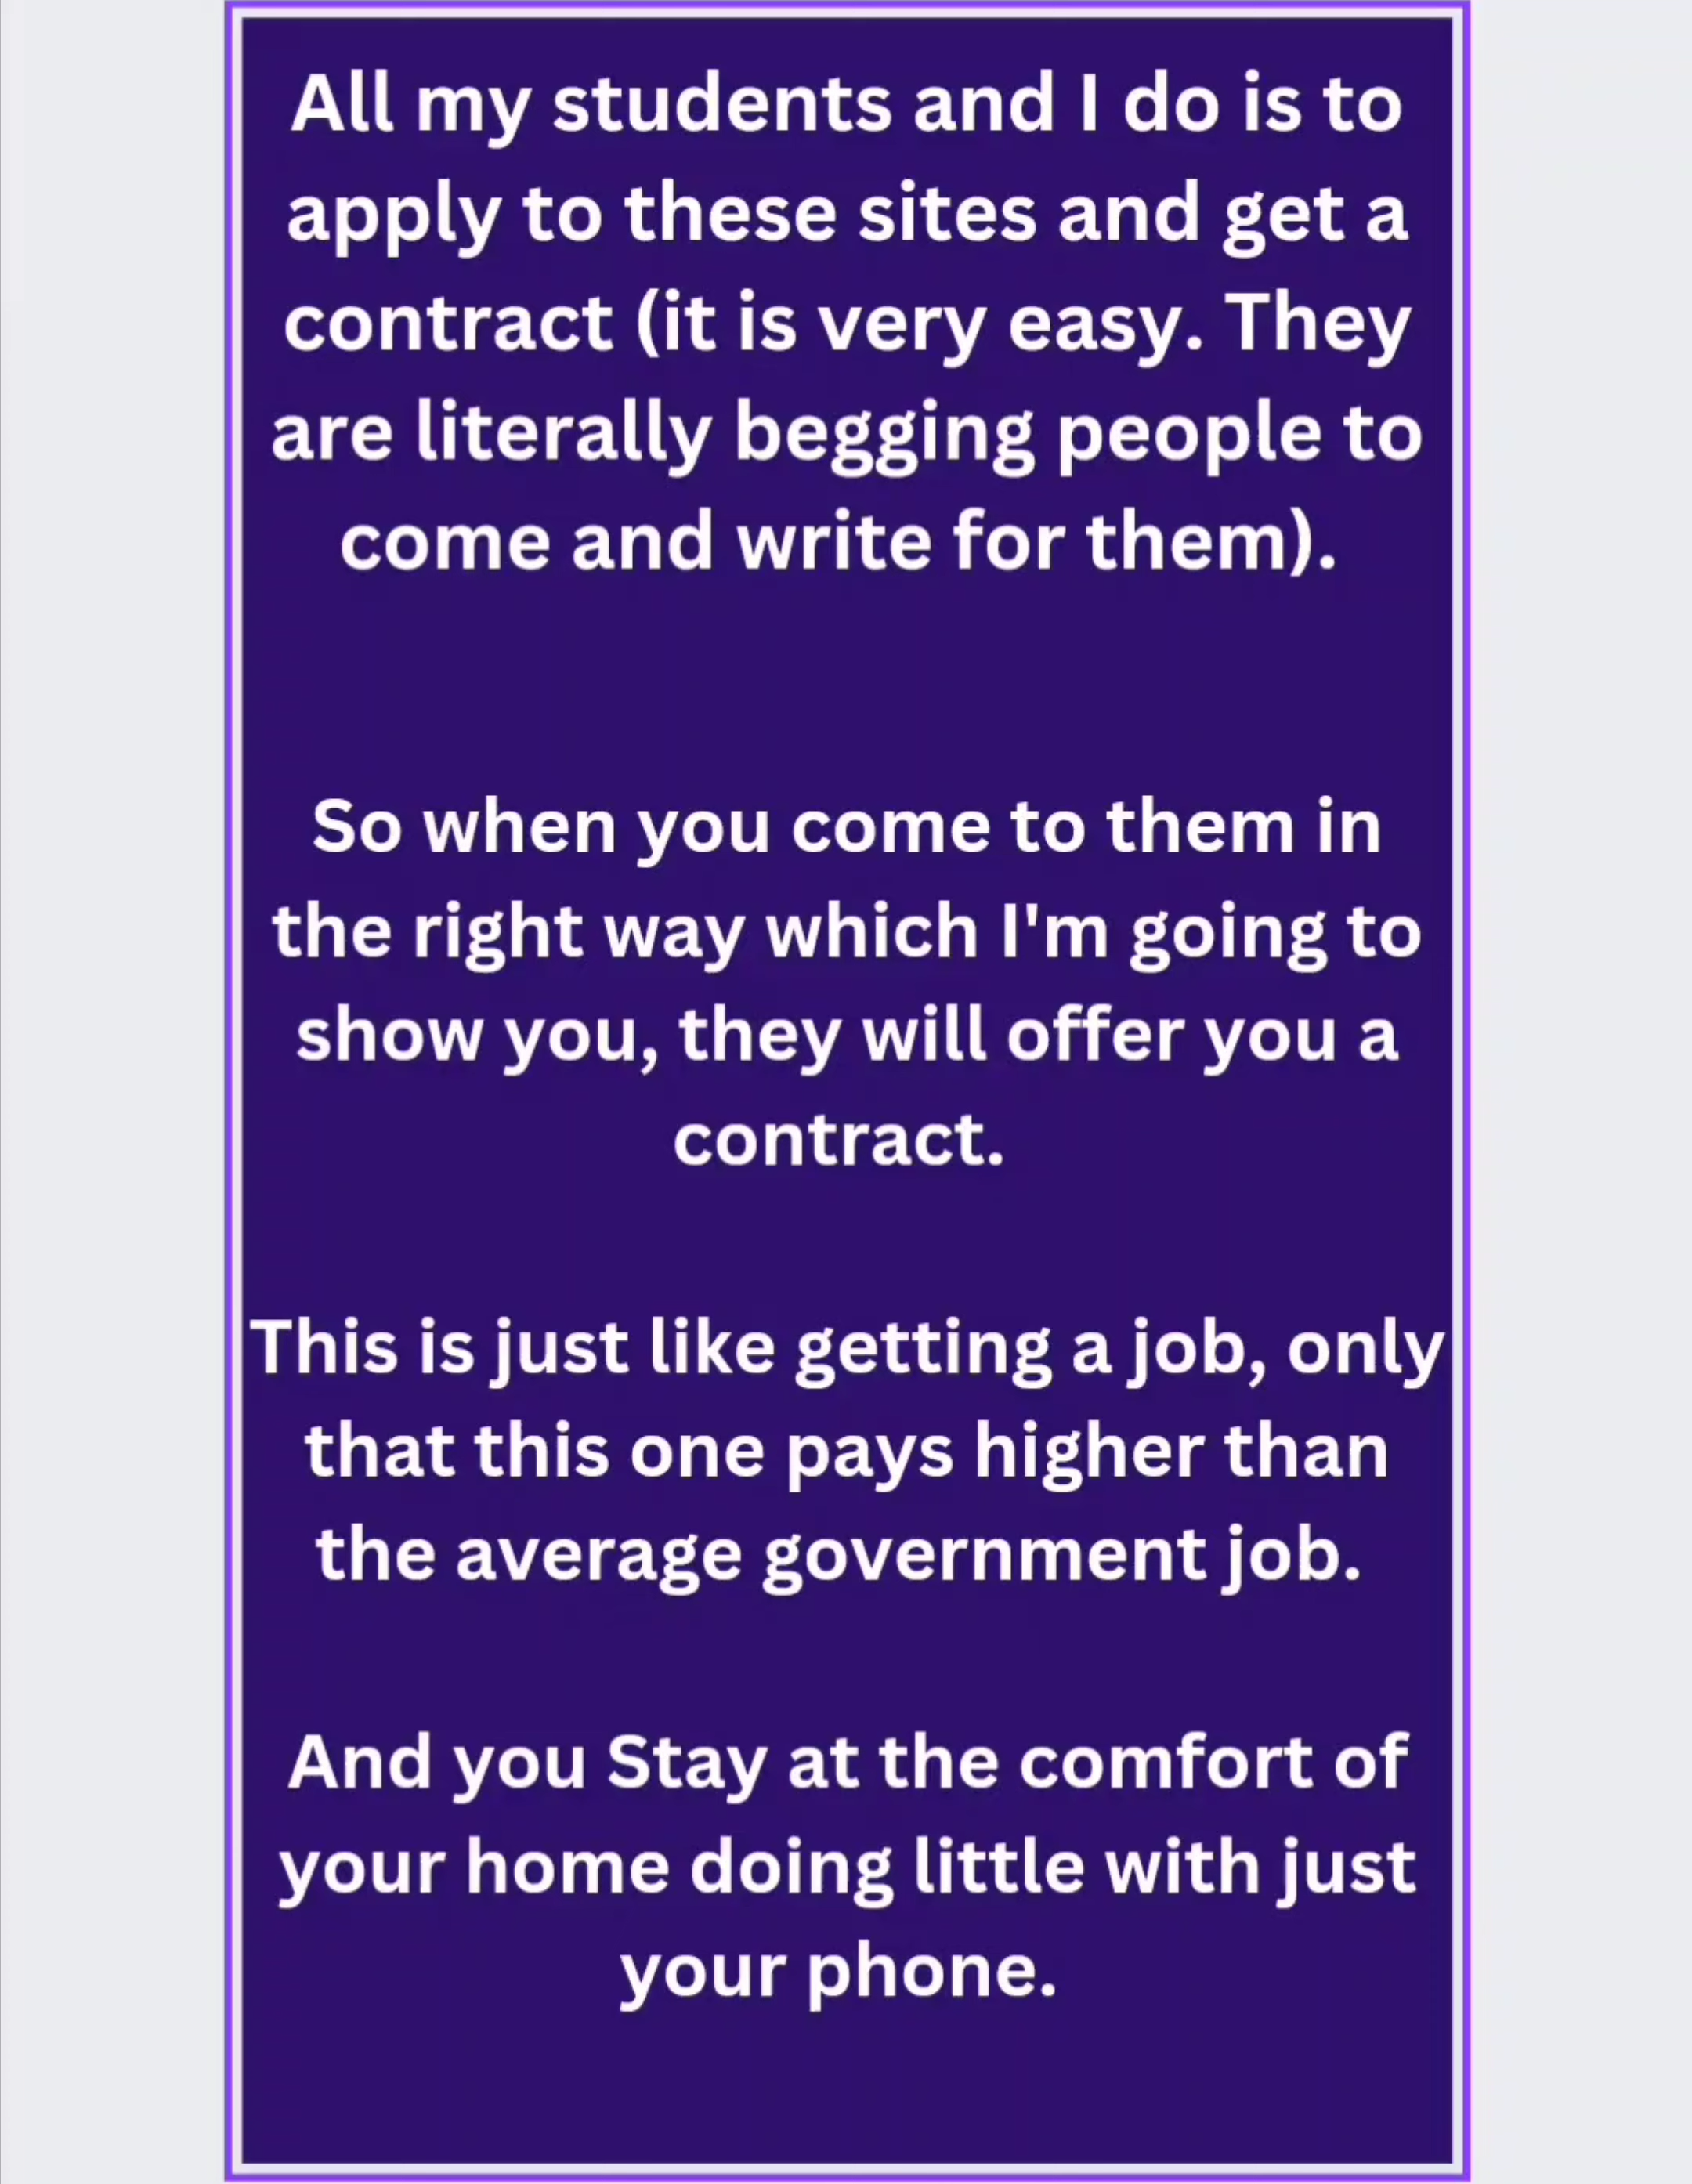 All my students and I do is to
apply to these sites and get a
contract (it is very easy. They
are literally begging people to
come and write for them).
So when you come to them in
the right way which I'm going to
show you, they will offer you a
contract.
This is just like getting a job, only
that this one pays higher than
the average government job.
And you Stay at the comfort of
your home doing little with just
your phone.